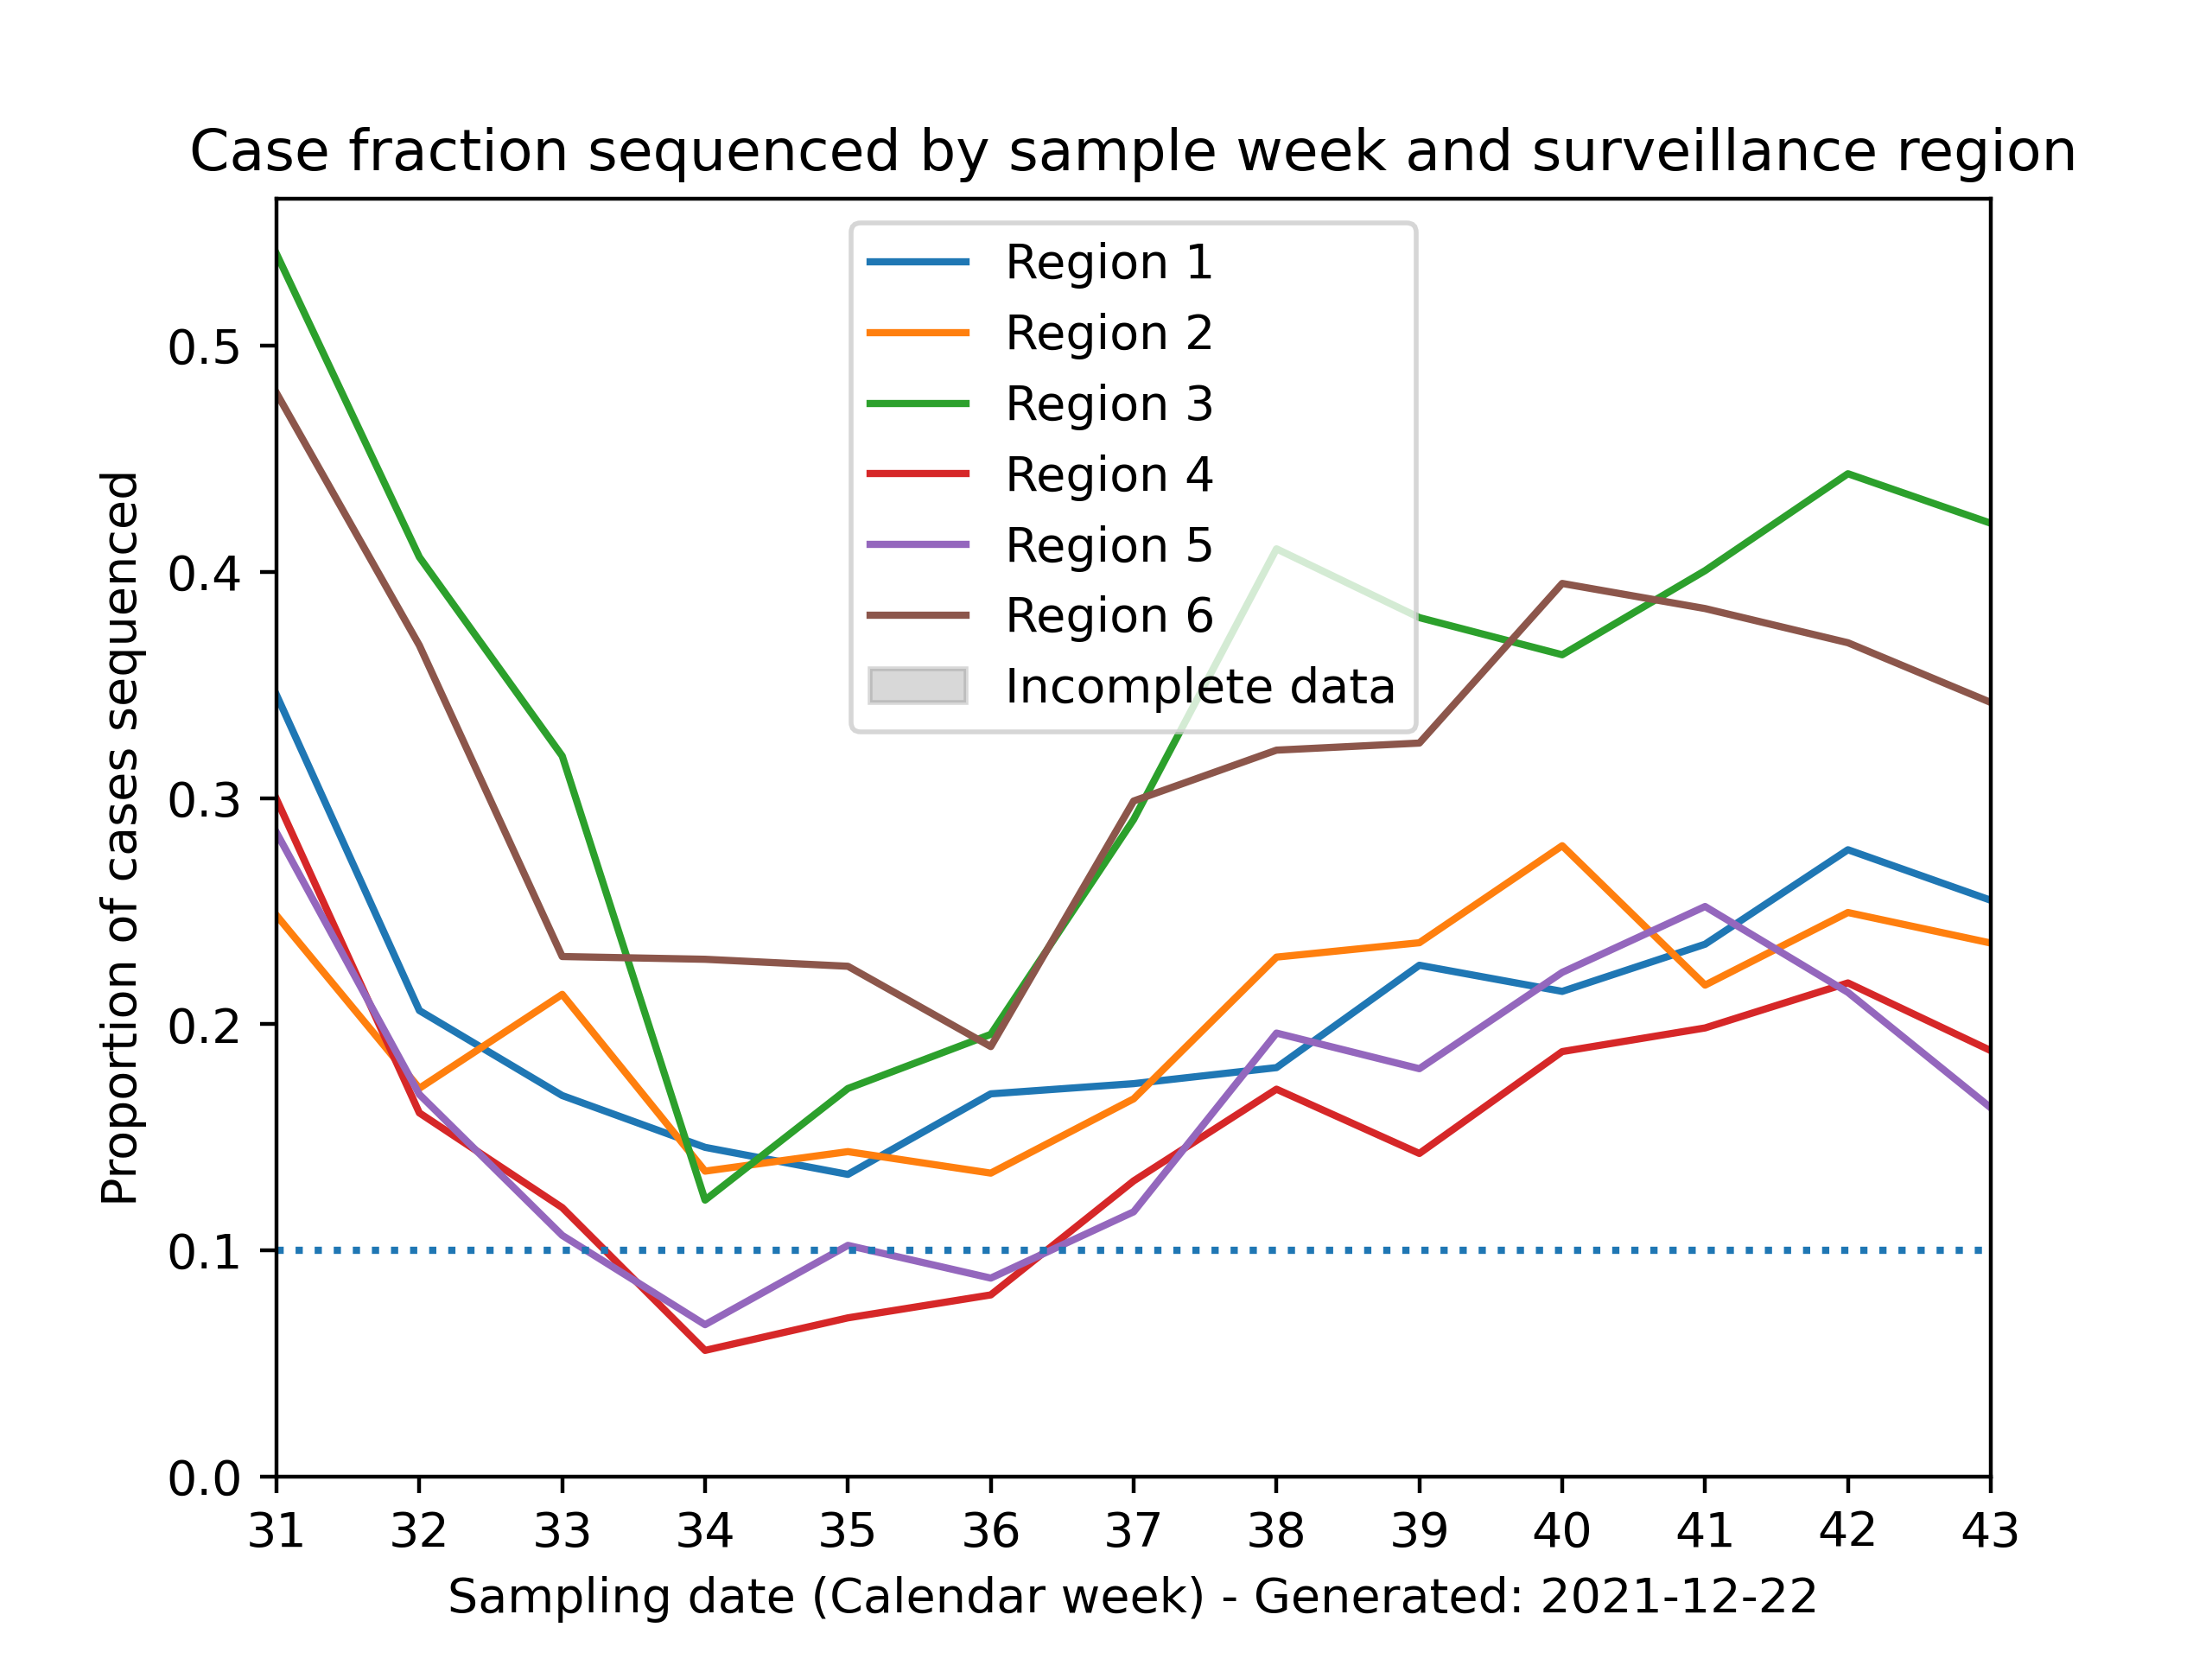 Case fraction sequenced by sample week and surveillance region
Proportion of cases sequenced
0.5
0.4
0.3
0.2
0.1
0.0
Region 1
Region 2
Region 3
Region 4
Region 5
Region 6
Incomplete data
31 32 33 34 35 36 37 38 39 40 41 42 43
Sampling date (Calendar week) - Generated: 2021-12-22